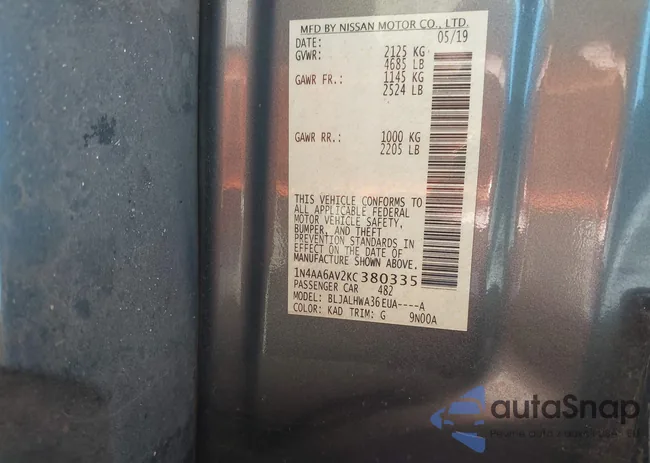 MFD BY NISSAN MOTOR CO., LTD.
DATE: 05/19
GVWR: 2125 KG
4685 LB
GAWR FR.: 1145 KG
2524 LB
GAWR RR.: 1000 KG
2205 LB
THIS VEHICLE CONFORMS TO
ALL APPLICABLE FEDERAL
MOTOR VEHICLE SAFETY,
BUMPER, AND THEFT
PREVENTION STANDARDS IN
EFFECT ON THE DATE OF
MANUFACTURE SHOWN ABOVE.
1N4AA6AV2KC380335
PASSENGER CAR 482
MODEL: BLJALHWA36EUA----A
COLOR: KAD TRIM: G 9N00A
autaSnap